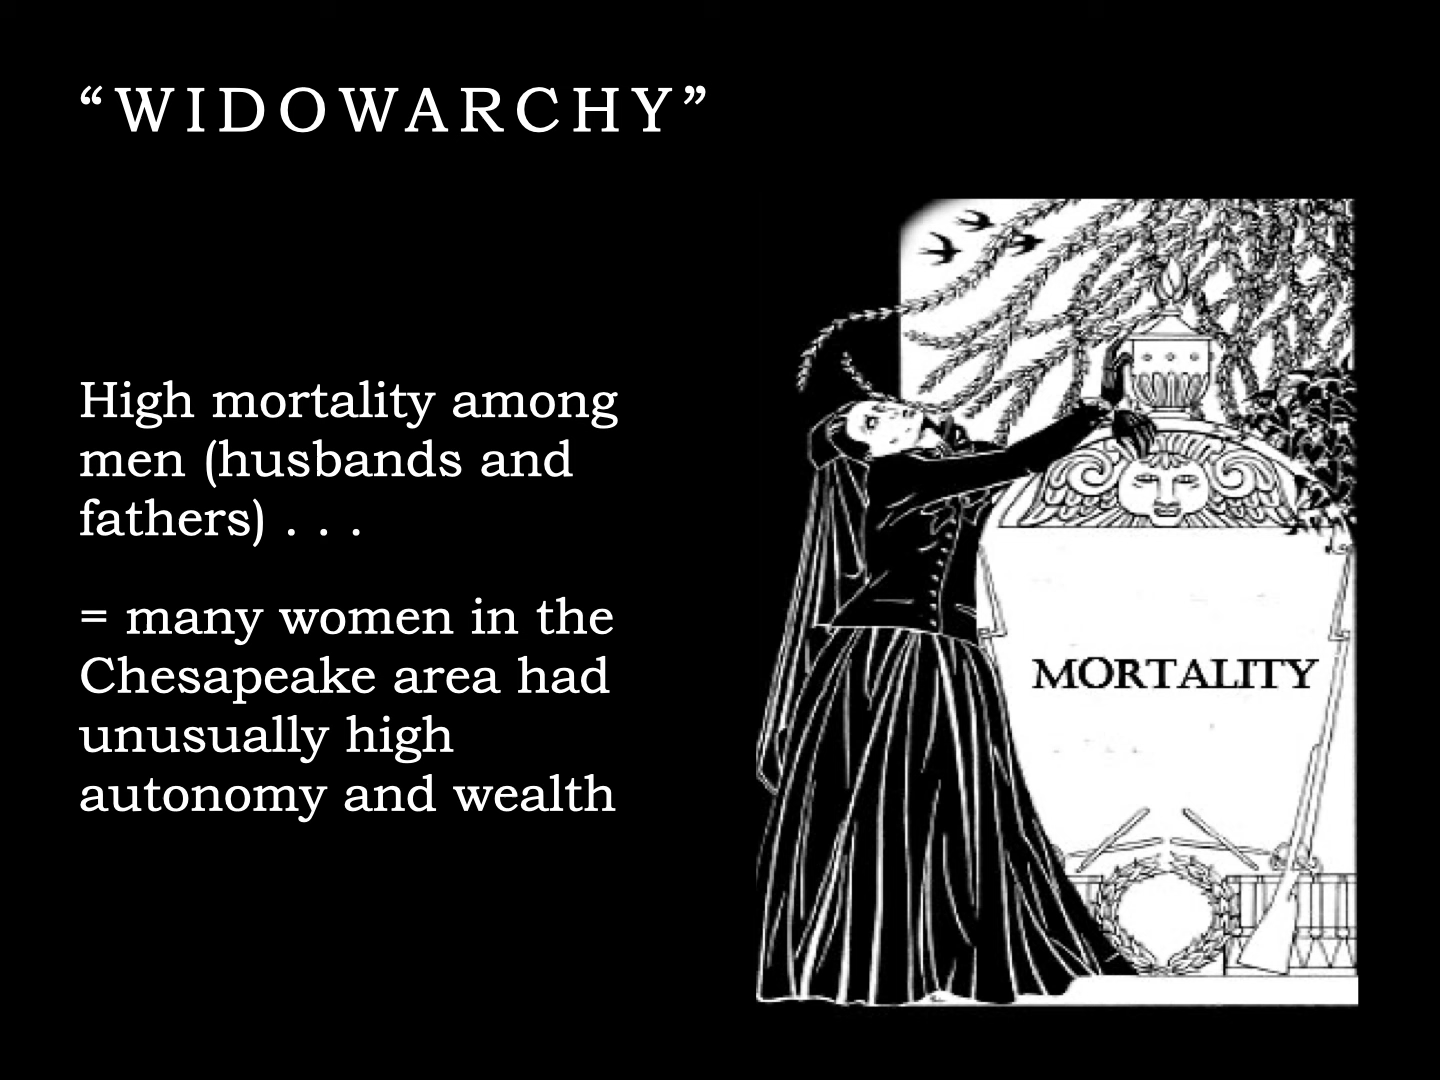 “WIDOWARCHY”
High mortality among
men (husbands and
fathers) . . .
= many women in the
Chesapeake area had
unusually high
autonomy and wealth
MORTALITY